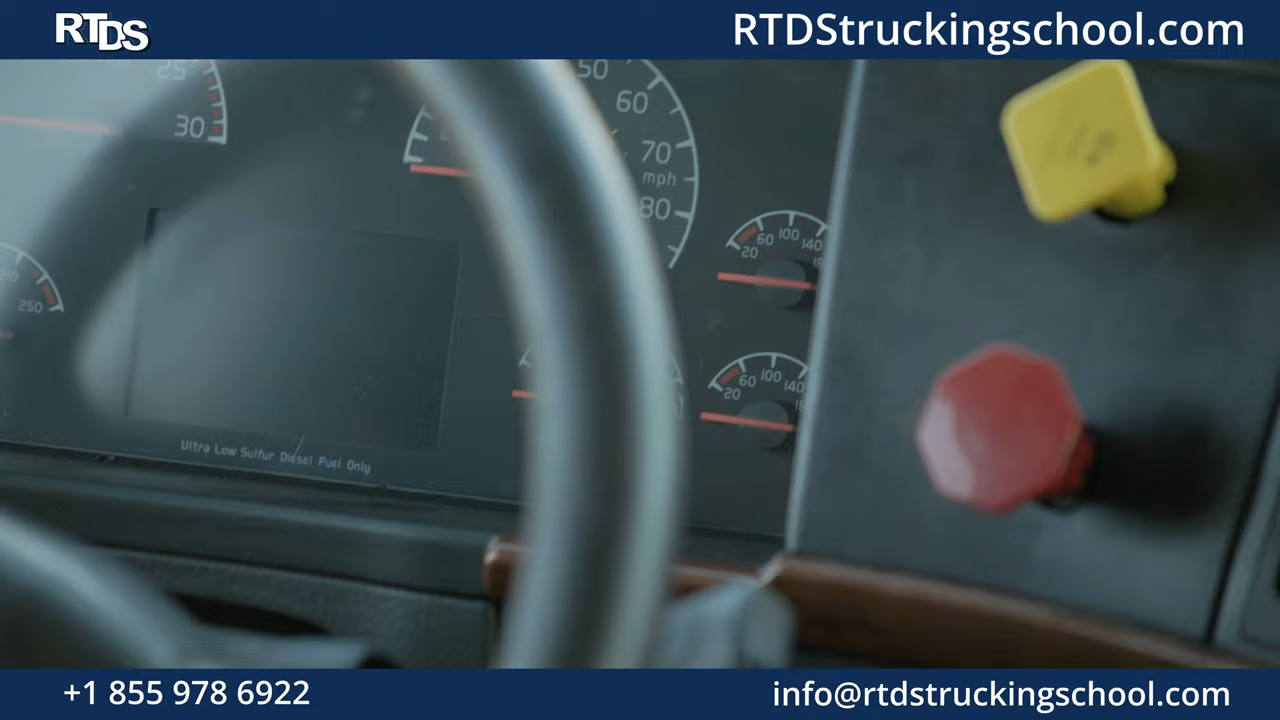 RTDS
RTDStruckingschool.com
25
30
50
60
70
mph
80
60
100
140
20
250
60
100
140
20
Ultra Low Sulfur Diesel Fuel Only
+1 855 978 6922
info@rtdstruckingschool.com